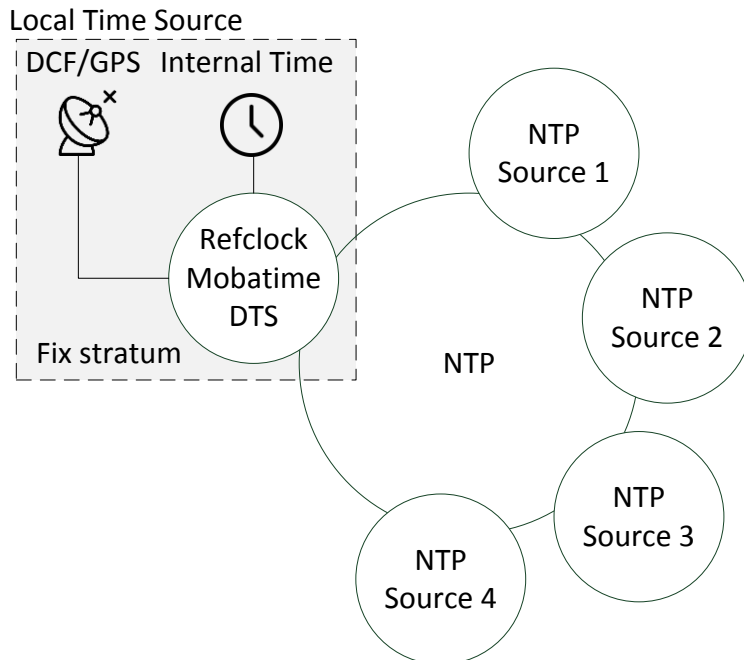 Local Time Source
DCF/GPS
Internal Time
Refclock
Mobatime
DTS
Fix stratum
NTP
NTP
Source 1
NTP
Source 2
NTP
Source 3
NTP
Source 4